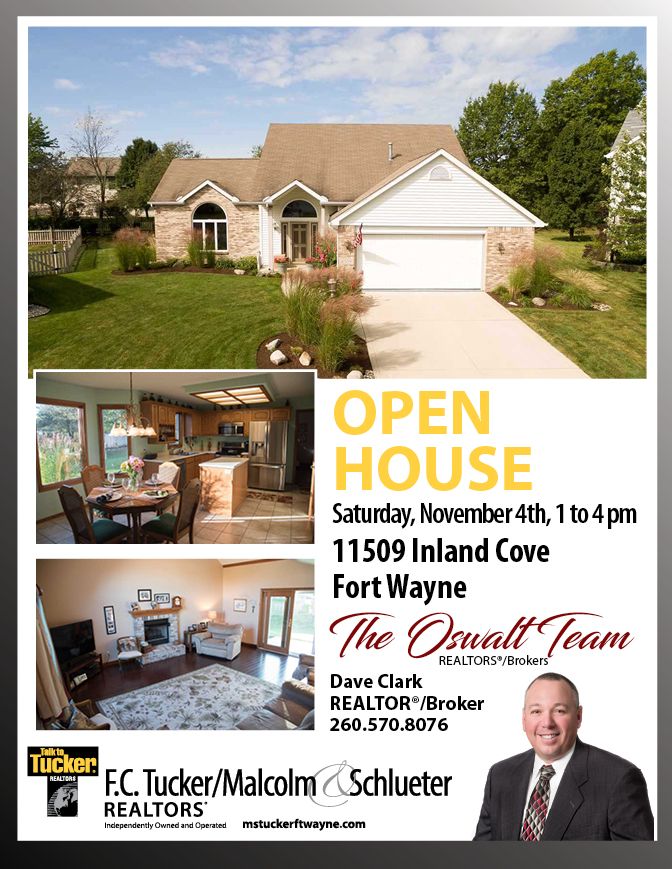 OPEN
HOUSE
Saturday, November 4th, 1 to 4 pm
11509 Inland Cove
Fort Wayne
The Oswalt Team
REALTORS®/Brokers
Dave Clark
REALTOR®/Broker
260.570.8076
Talk to
Tucker
REALTORS
F.C. Tucker/Malcolm & Schlueter
REALTORS®
Independently Owned and Operated
mstuckerftwayne.com